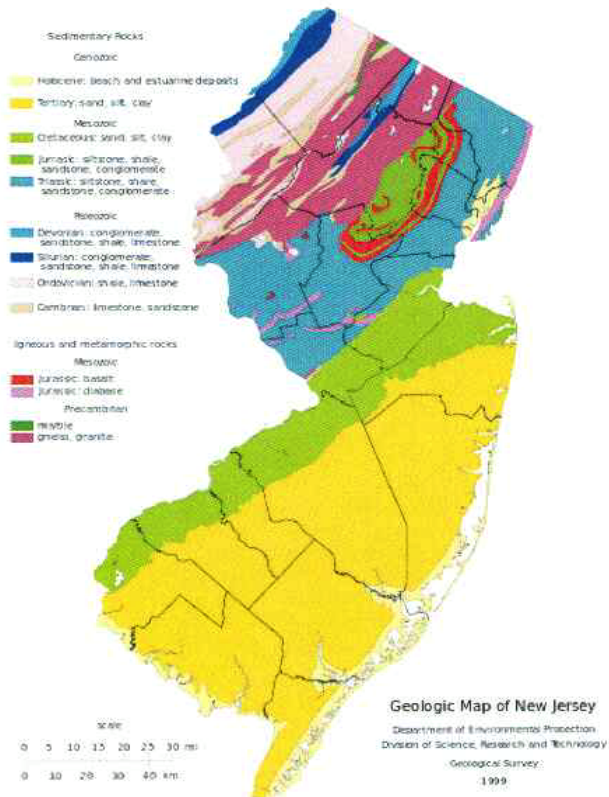 Sedimentary Rocks
Cenozoic
Holocene: beach and estuarine deposits
Tertiary: sand, silt, clay
Mesozoic
Cretaceous: sand, silt, clay
Jurassic: siltstone, shale,
sandstone, conglomerate
Triassic: siltstone, shale,
sandstone, conglomerate
Paleozoic
Devonian: conglomerate,
sandstone, shale, limestone
Silurian: conglomerate,
sandstone, shale, limestone
Ordovician: shale, limestone
Cambrian: limestone, sandstone
Igneous and metamorphic rocks
Mesozoic
Jurassic: basalt
Jurassic: diabase
Precambrian
marble
gneiss, granite
scale
0 5 10 15 20 25 30 mi
0 10 20 30 40 km
Geologic Map of New Jersey
Department of Environmental Protection
Division of Science, Research and Technology
Geological Survey
1999